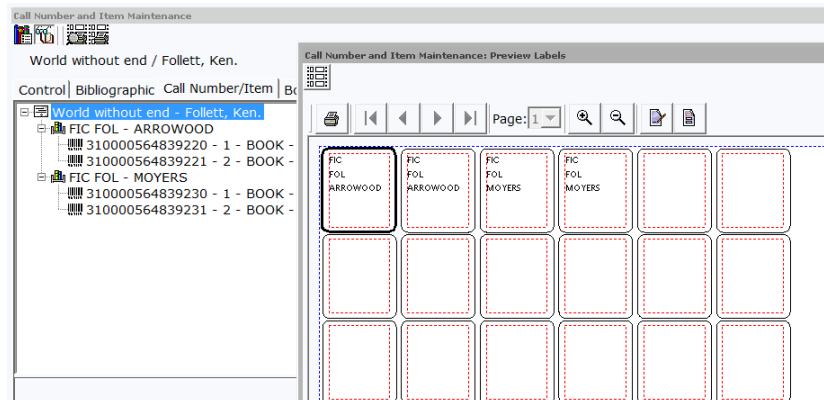 Call Number and Item Maintenance
World without end / Follett, Ken.
Control Bibliographic Call Number/Item
World without end - Follett, Ken.
FIC FOL - ARROWOOD
310000564839220 - 1 - BOOK -
310000564839221 - 2 - BOOK -
FIC FOL - MOYERS
310000564839230 - 1 - BOOK -
310000564839231 - 2 - BOOK -
Call Number and Item Maintenance: Preview Labels
Page: 1
FIC
FOL
ARROWOOD
FIC
FOL
ARROWOOD
FIC
FOL
MOYERS
FIC
FOL
MOYERS